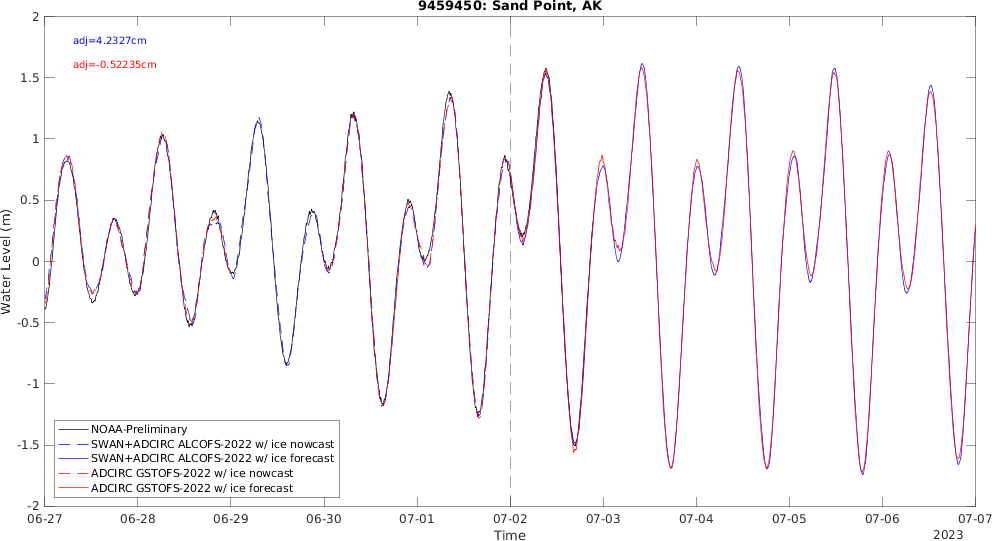 9459450: Sand Point, AK
adj=4.2327cm
adj=-0.52235cm
2
1.5
1
0.5
0
-0.5
-1
-1.5
-2
Water Level (m)
NOAA-Preliminary
SWAN+ADCIRC ALCOFS-2022 w/ ice nowcast
SWAN+ADCIRC ALCOFS-2022 w/ ice forecast
ADCIRC GSTOFS-2022 w/ ice nowcast
ADCIRC GSTOFS-2022 w/ ice forecast
06-27 06-28 06-29 06-30 07-01 07-02 07-03 07-04 07-05 07-06 07-07
Time
2023